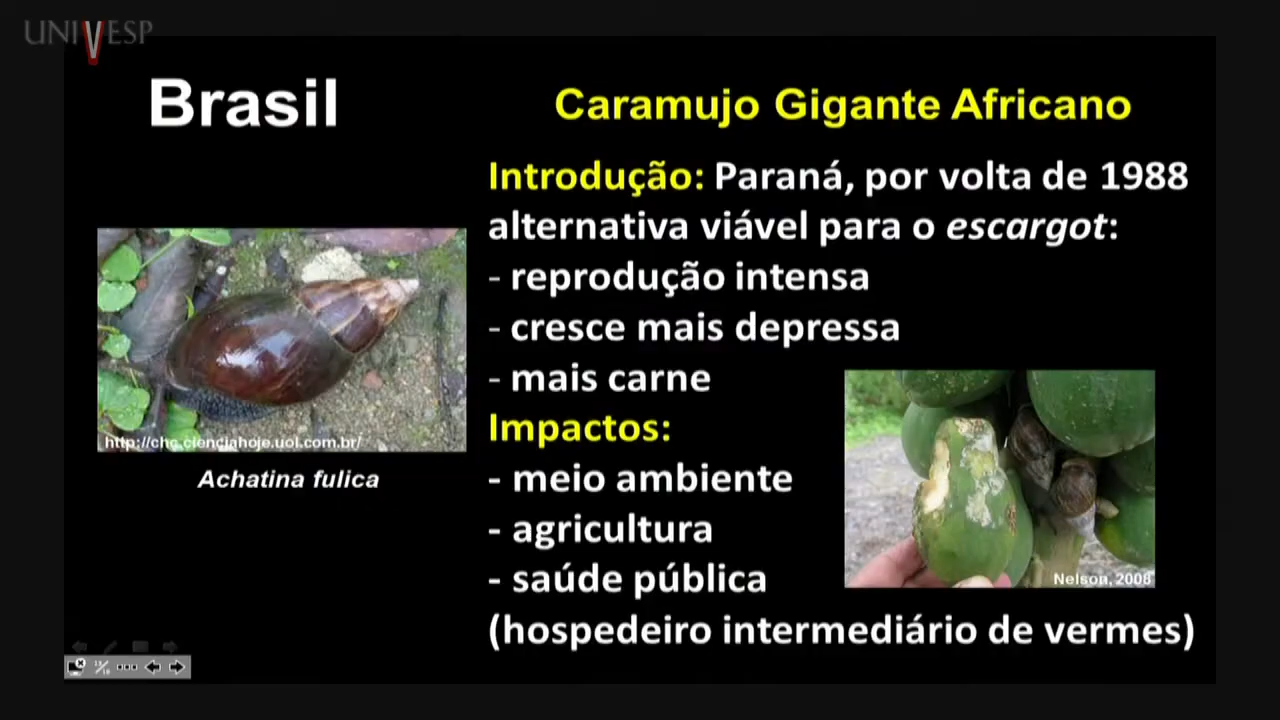 UNIVESP
Brasil
Caramujo Gigante Africano
Introdução: Paraná, por volta de 1988
alternativa viável para o escargot:
- reprodução intensa
- cresce mais depressa
- mais carne
Impactos:
- meio ambiente
- agricultura
- saúde pública
(hospedeiro intermediário de vermes)
http://chc.cienciahoje.uol.com.br/
Achatina fulica
Nelson, 2008